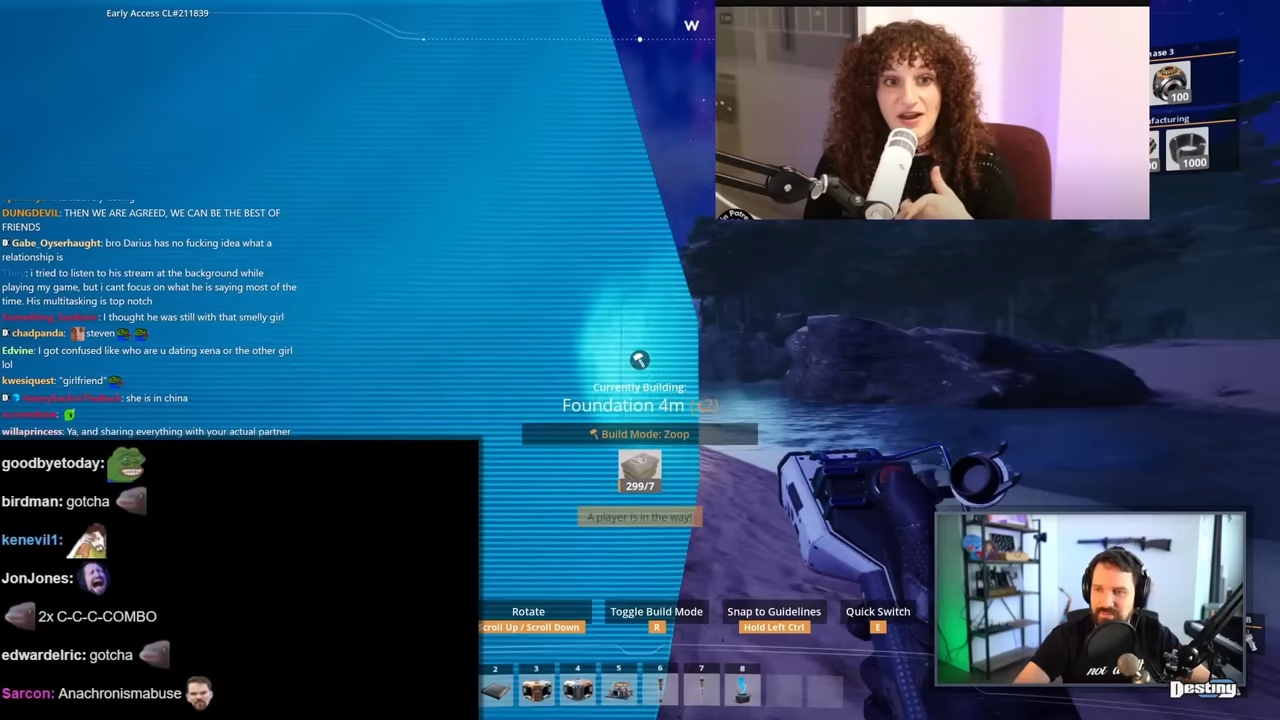 Early Access CL#211839
W
ase 3
100
facturing
1000
DUNGDEVIL: THEN WE ARE AGREED, WE CAN BE THE BEST OF
FRIENDS
Gabe_Oyserhaught: bro Darius has no fucking idea what a
relationship is
: i tried to listen to his stream at the background while
playing my game, but i cant focus on what he is saying most of the
time. His multitasking is top notch
: I thought he was still with that smelly girl
chadpanda: steven
Edvine: I got confused like who are u dating xena or the other girl
lol
kwesiquest: "girlfriend"
: she is in china
willaprincess: Ya, and sharing everything with your actual partner
goodbyetoday:
birdman: gotcha
kenevil1:
JonJones:
2x C-C-C-COMBO
edwardelric: gotcha
Sarcon: Anachronismabuse
Currently Building:
Foundation 4m (x2)
Build Mode: Zoop
299/7
A player is in the way!
Rotate
Scroll Up / Scroll Down
Toggle Build Mode
R
Snap to Guidelines
Hold Left Ctrl
Quick Switch
E
2 3 4 5 6 7 8
not
Destiny